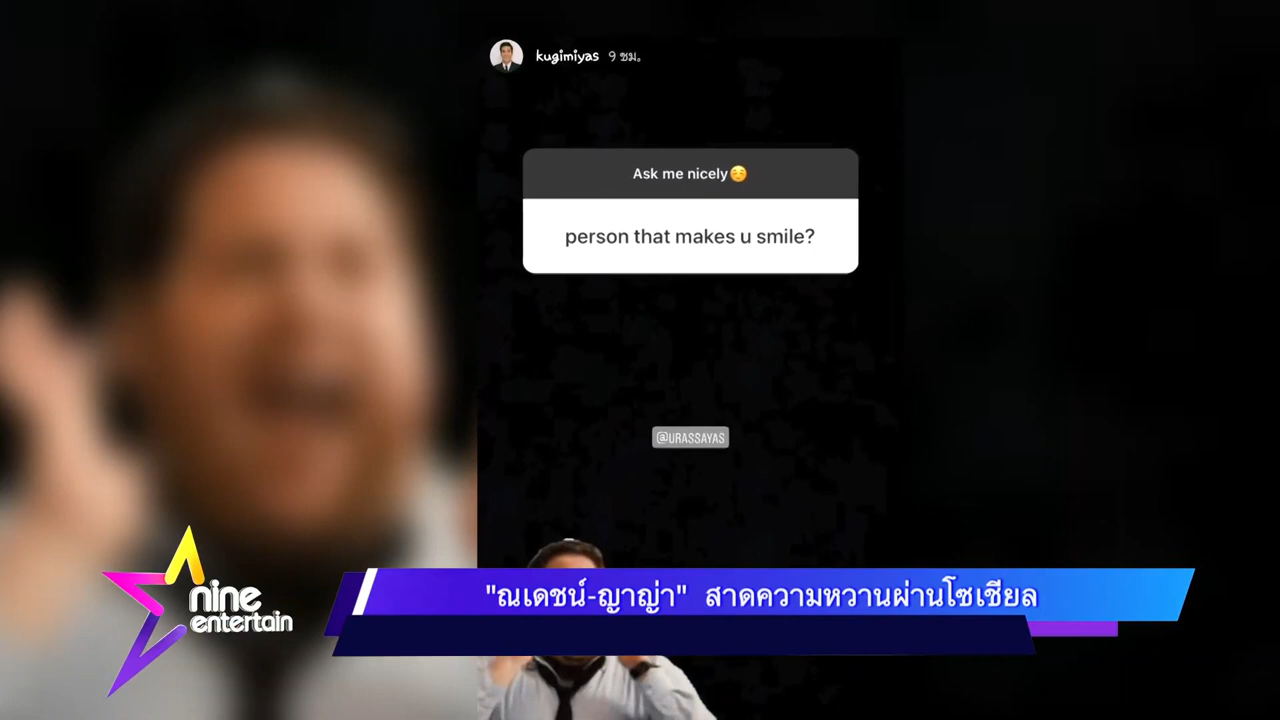 kugimiyas 9 ชม.
Ask me nicely☺️
person that makes u smile?
@URASSAYAS
nine
entertain
"ณเดชน์-ญาญ่า" สาดความหวานผ่านโซเชียล